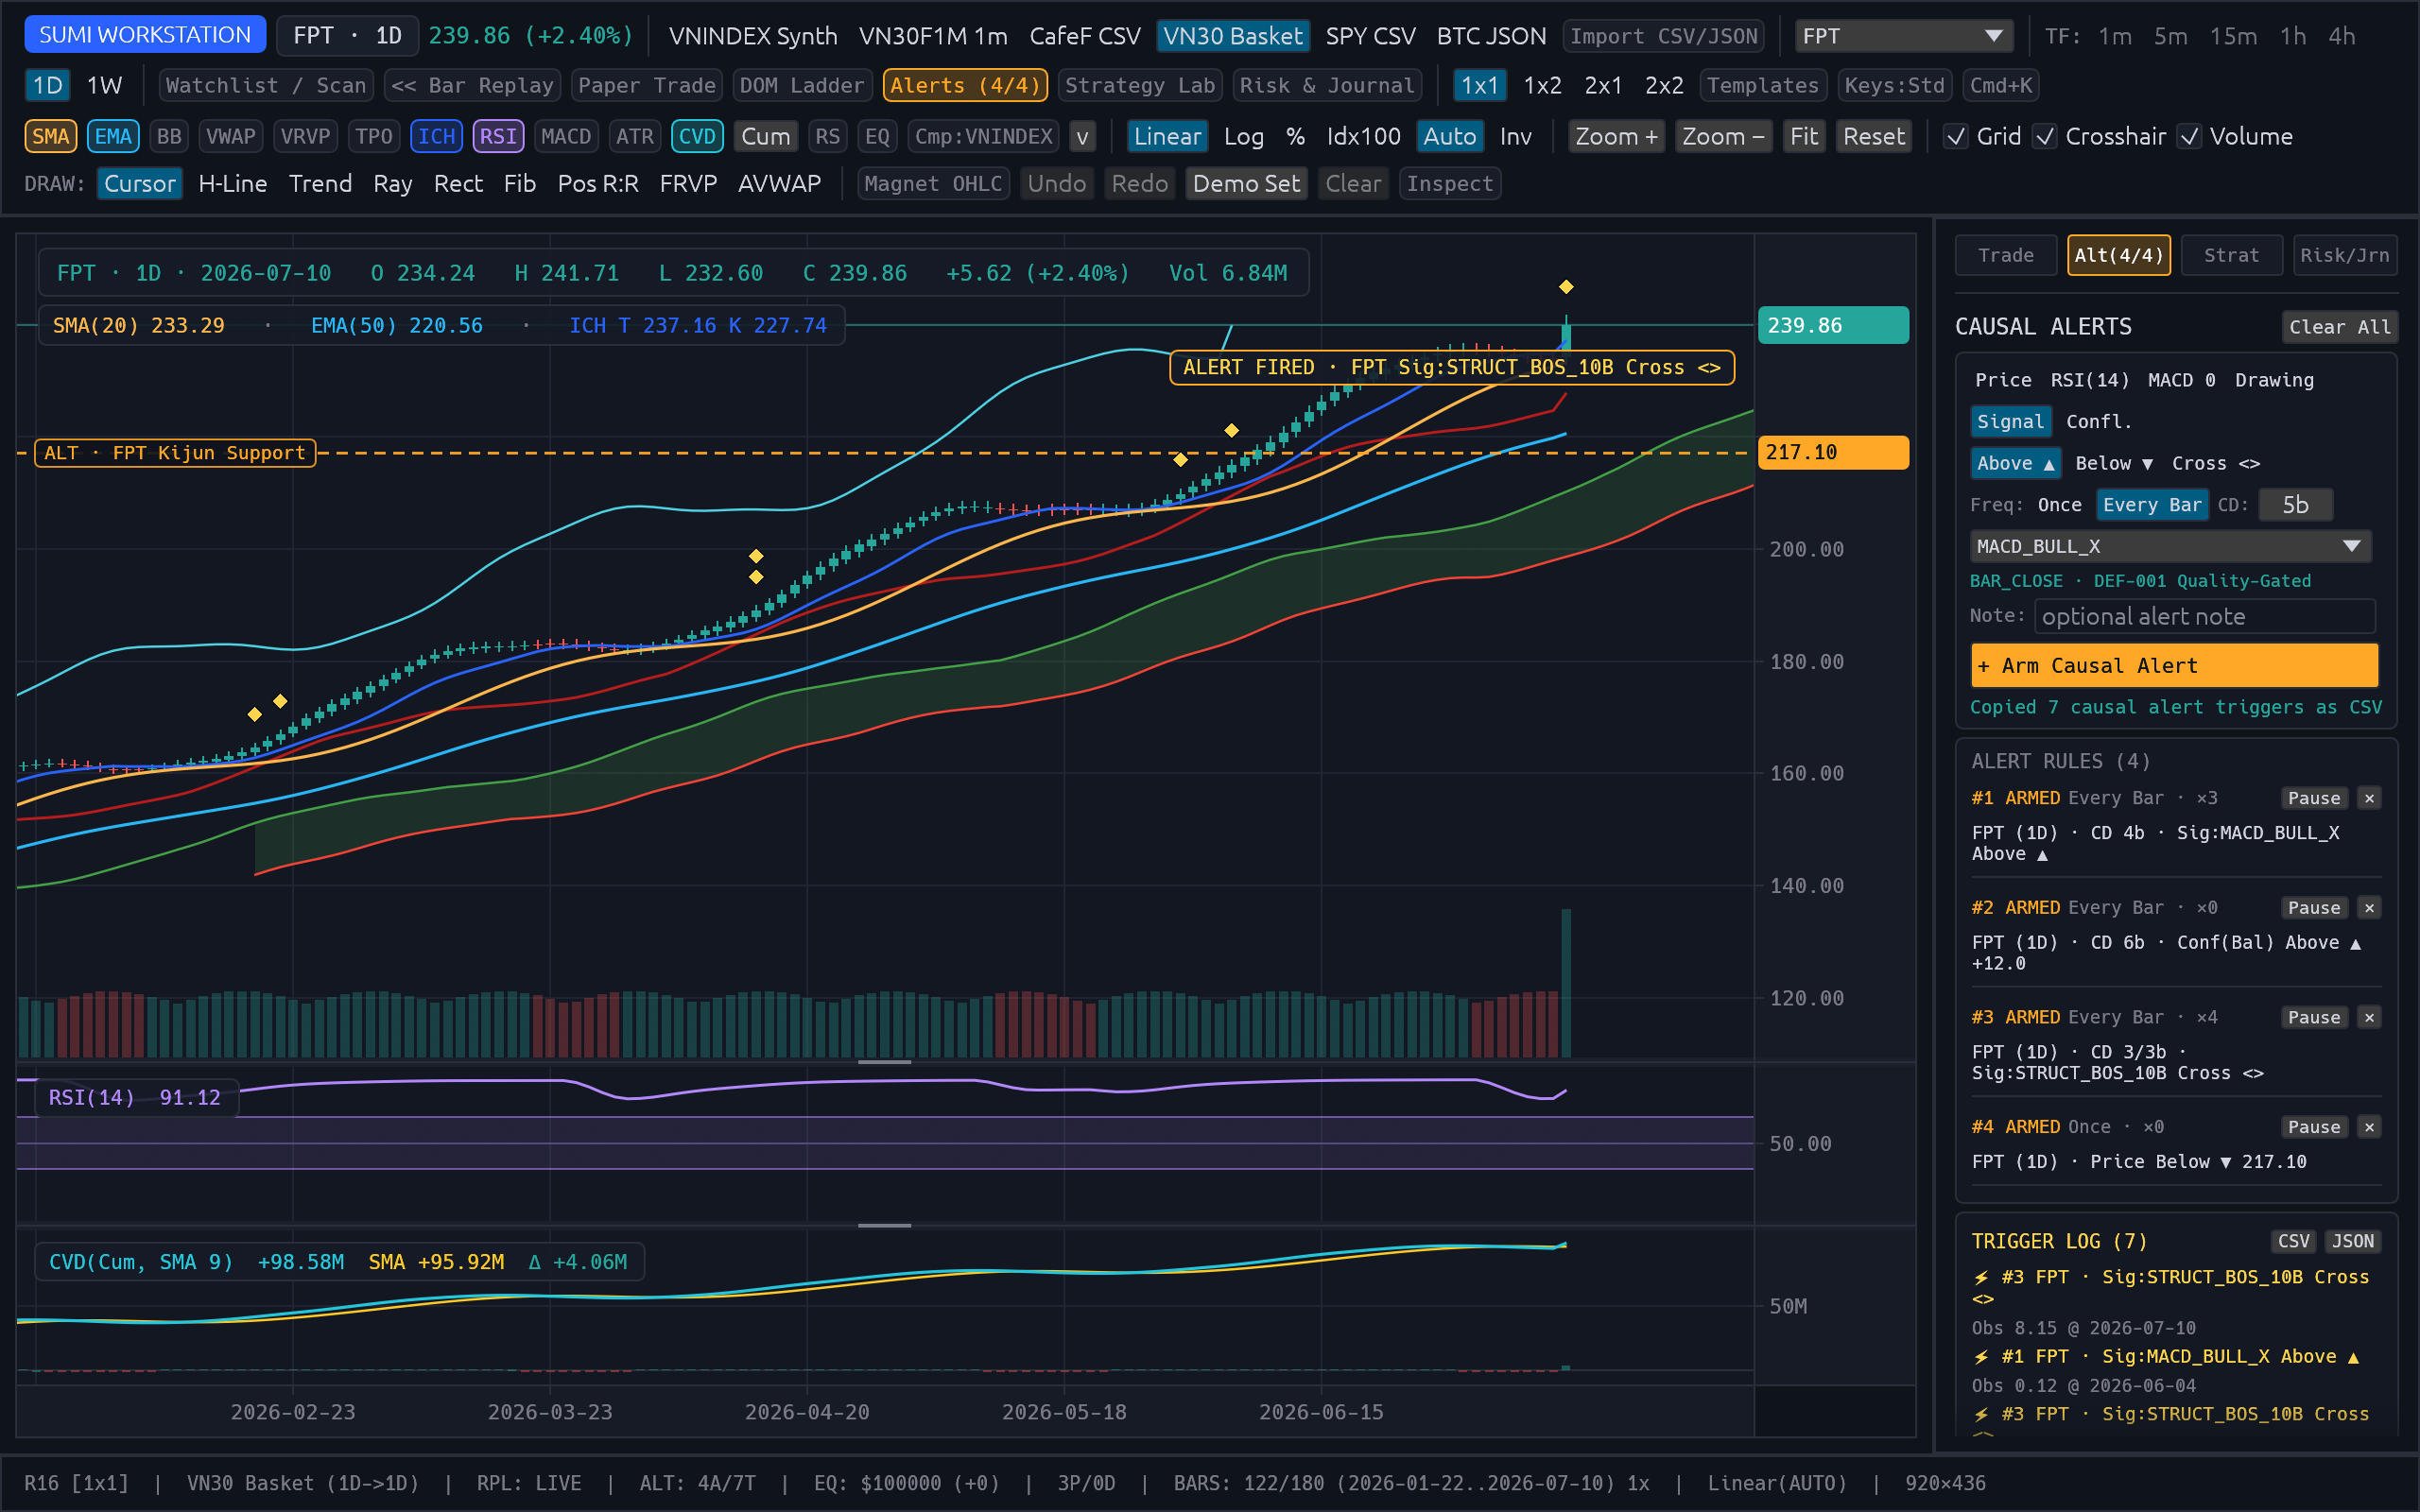 SUMI WORKSTATION FPT · 1D 239.86 (+2.40%) VNINDEX Synth VN30F1M 1m CafeF CSV VN30 Basket SPY CSV BTC JSON Import CSV/JSON FPT TF: 1m 5m 15m 1h 4h
1D 1W Watchlist / Scan << Bar Replay Paper Trade DOM Ladder Alerts (4/4) Strategy Lab Risk & Journal 1x1 1x2 2x1 2x2 Templates Keys:Std Cmd+K
SMA EMA BB VWAP VRVP TPO ICH RSI MACD ATR CVD Cum RS EQ Cmp:VNINDEX v Linear Log % Idx100 Auto Inv Zoom + Zoom − Fit Reset Grid Crosshair Volume
DRAW: Cursor H-Line Trend Ray Rect Fib Pos R:R FRVP AVWAP Magnet OHLC Undo Redo Demo Set Clear Inspect
FPT · 1D · 2026-07-10 O 234.24 H 241.71 L 232.60 C 239.86 +5.62 (+2.40%) Vol 6.84M
SMA(20) 233.29 · EMA(50) 220.56 · ICH T 237.16 K 227.74
239.86
ALERT FIRED · FPT Sig:STRUCT_BOS_10B Cross <>
ALT · FPT Kijun Support
217.10
200.00
180.00
160.00
140.00
120.00
RSI(14) 91.12
50.00
CVD(Cum, SMA 9) +98.58M SMA +95.92M Δ +4.06M
50M
2026-02-23 2026-03-23 2026-04-20 2026-05-18 2026-06-15
Trade Alt(4/4) Strat Risk/Jrn
CAUSAL ALERTS Clear All
Price RSI(14) MACD 0 Drawing
Signal Confl.
Above ▲ Below ▼ Cross <>
Freq: Once Every Bar CD: 5b
MACD_BULL_X
BAR_CLOSE · DEF-001 Quality-Gated
Note: optional alert note
+ Arm Causal Alert
Copied 7 causal alert triggers as CSV
ALERT RULES (4)
#1 ARMED Every Bar · ×3 Pause ×
FPT (1D) · CD 4b · Sig:MACD_BULL_X
Above ▲
#2 ARMED Every Bar · ×0 Pause ×
FPT (1D) · CD 6b · Conf(Bal) Above ▲
+12.0
#3 ARMED Every Bar · ×4 Pause ×
FPT (1D) · CD 3/3b ·
Sig:STRUCT_BOS_10B Cross <>
#4 ARMED Once · ×0 Pause ×
FPT (1D) · Price Below ▼ 217.10
TRIGGER LOG (7) CSV JSON
⚡ #3 FPT · Sig:STRUCT_BOS_10B Cross
<>
Obs 8.15 @ 2026-07-10
⚡ #1 FPT · Sig:MACD_BULL_X Above ▲
Obs 0.12 @ 2026-06-04
⚡ #3 FPT · Sig:STRUCT_BOS_10B Cross
<>
R16 [1x1] | VN30 Basket (1D->1D) | RPL: LIVE | ALT: 4A/7T | EQ: $100000 (+0) | 3P/0D | BARS: 122/180 (2026-01-22..2026-07-10) 1x | Linear(AUTO) | 920×436